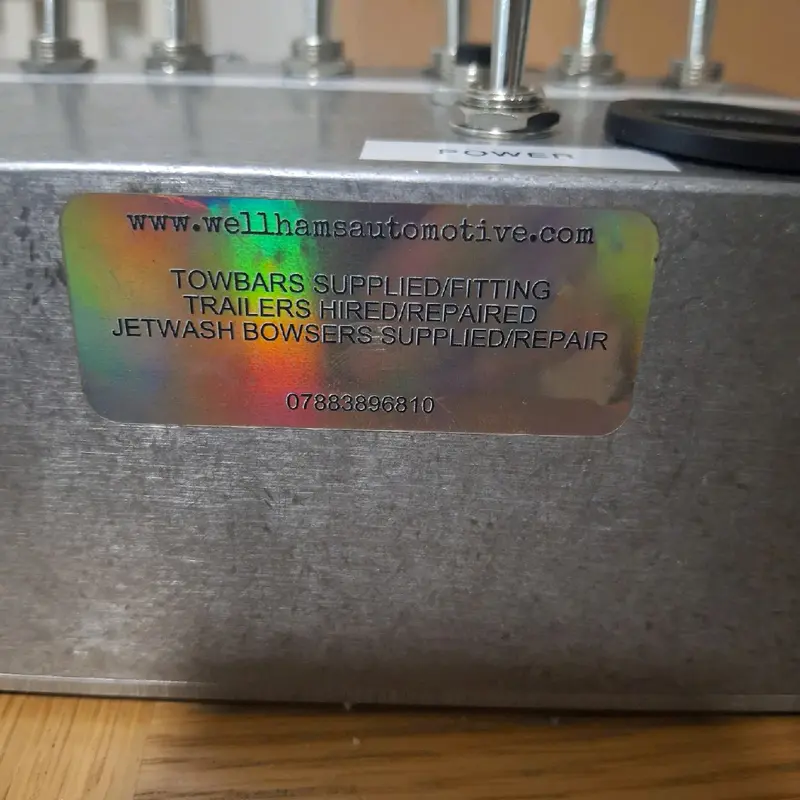 POWER
www.wellhamsautomotive.com
TOWBARS SUPPLIED/FITTING
TRAILERS HIRED/REPAIRED
JETWASH BOWSERS SUPPLIED/REPAIR
07883896810